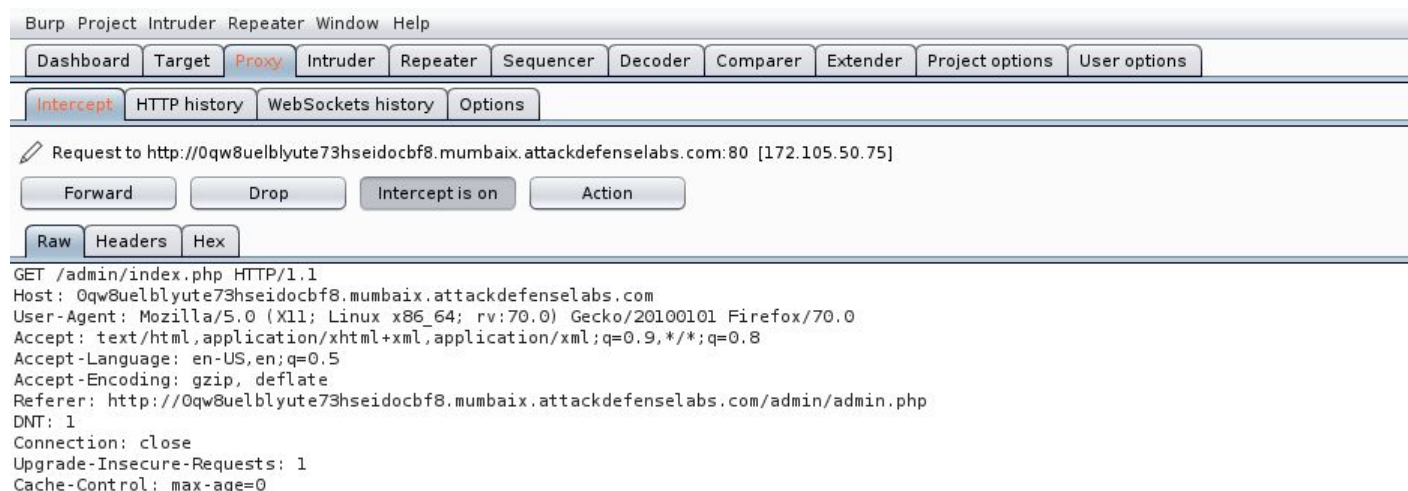 Burp Project Intruder Repeater Window Help
Dashboard Target Proxy Intruder Repeater Sequencer Decoder Comparer Extender Project options User options
Intercept HTTP history WebSockets history Options
Request to http://0qw8uelblyute73hseidocbf8.mumbaix.attackdefenselabs.com:80 [172.105.50.75]
Forward Drop Intercept is on Action
Raw Headers Hex
GET /admin/index.php HTTP/1.1
Host: 0qw8uelblyute73hseidocbf8.mumbaix.attackdefenselabs.com
User-Agent: Mozilla/5.0 (X11; Linux x86_64; rv:70.0) Gecko/20100101 Firefox/70.0
Accept: text/html,application/xhtml+xml,application/xml;q=0.9,*/*;q=0.8
Accept-Language: en-US,en;q=0.5
Accept-Encoding: gzip, deflate
Referer: http://0qw8uelblyute73hseidocbf8.mumbaix.attackdefenselabs.com/admin/admin.php
DNT: 1
Connection: close
Upgrade-Insecure-Requests: 1
Cache-Control: max-age=0